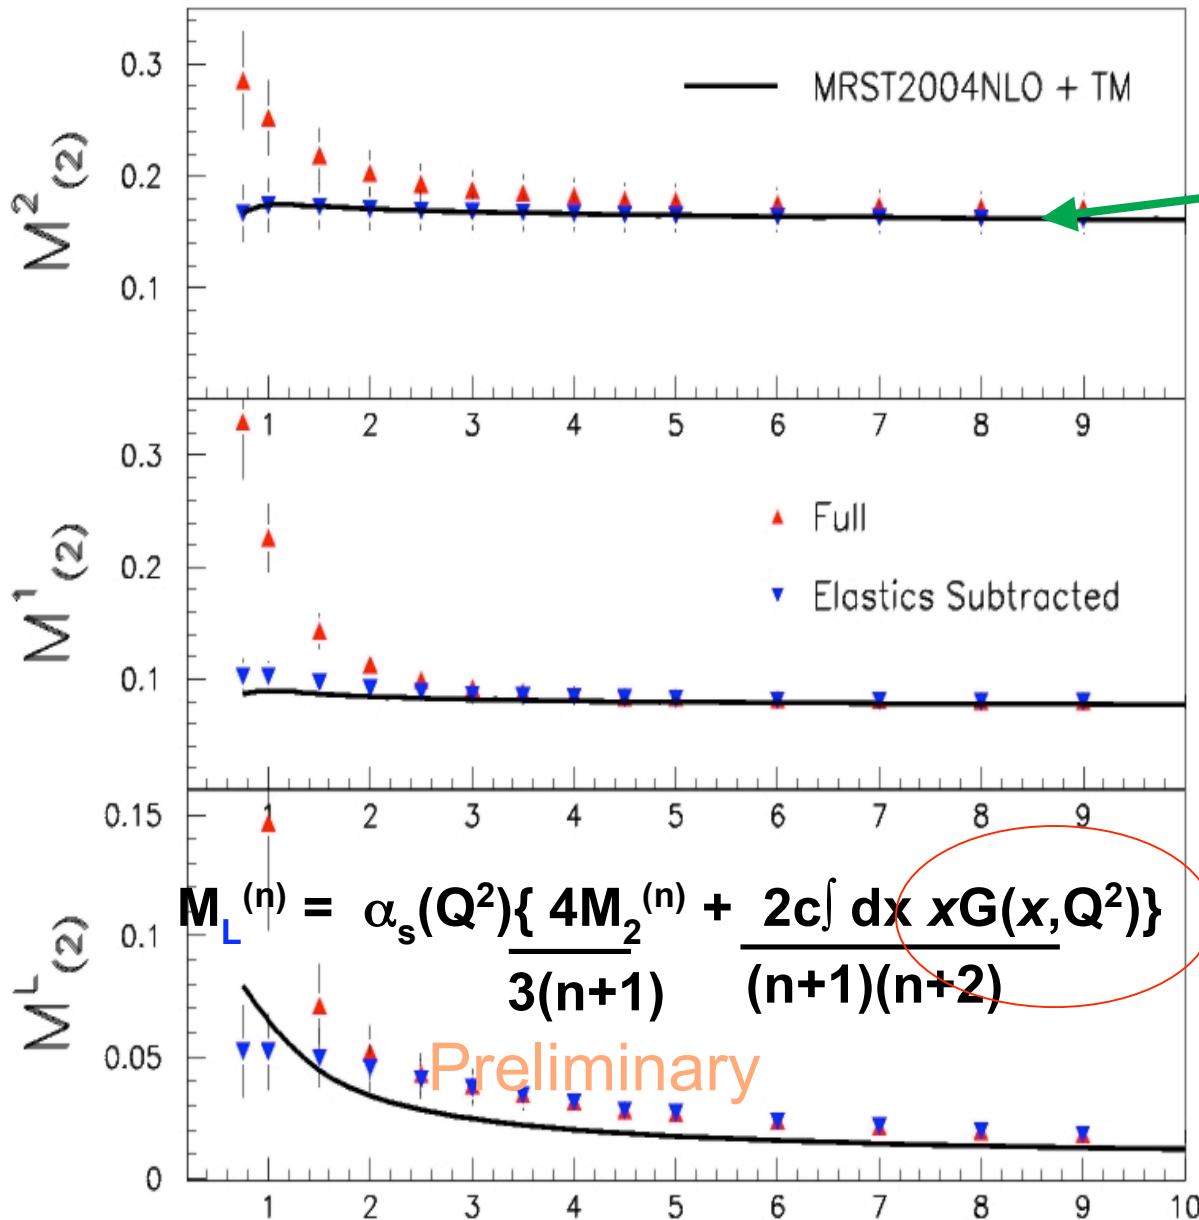 0.3
MRST2004NLO + TM
0.2
M²(2)
0.1
1 2 3 4 5 6 7 8 9
0.3
Full
0.2
M¹(2)
Elastics Subtracted
0.1
1 2 3 4 5 6 7 8 9
0.15
M_L^(n) = α_s(Q²){ 4M₂^(n) + 2c∫ dx xG(x,Q²)}
3(n+1) (n+1)(n+2)
0.1
M^L(2)
0.05
Preliminary
0
1 2 3 4 5 6 7 8 9 10